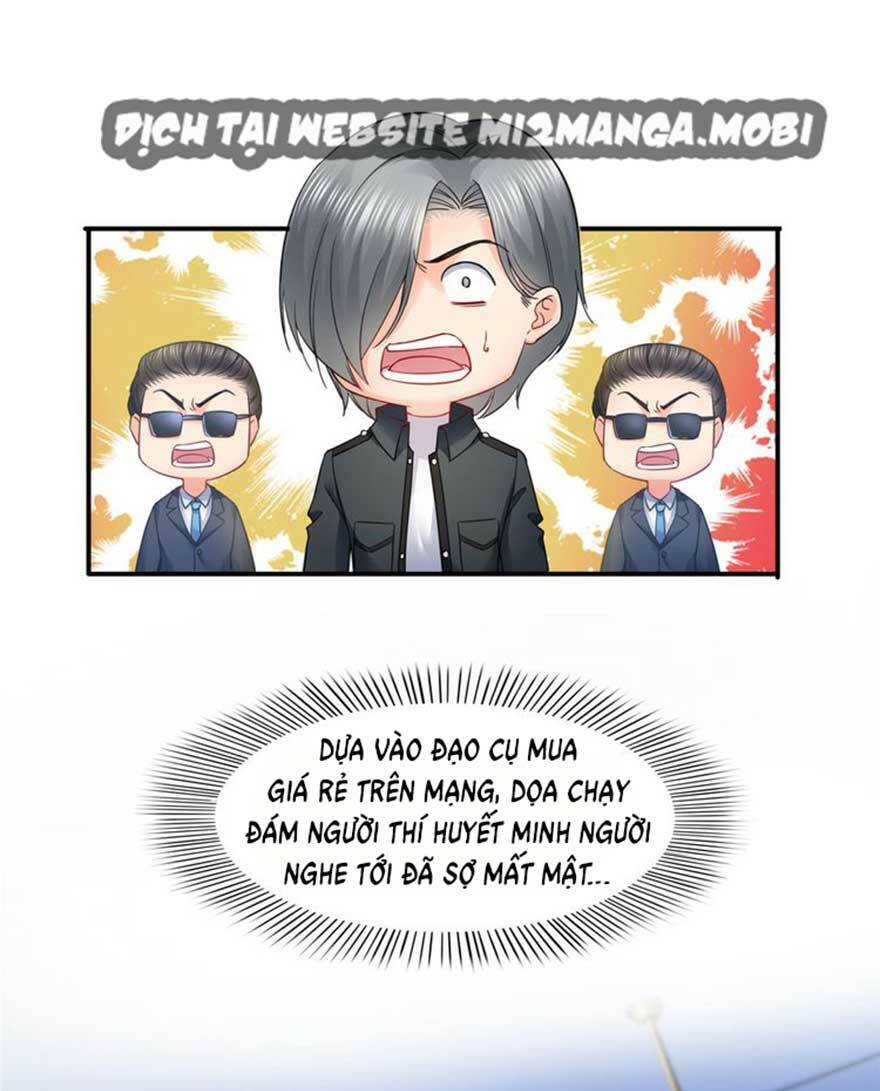 DỊCH TẠI WEBSITE MI2MANGA.MOBI
DỰA VÀO ĐẠO CỤ MUA
GIÁ RẺ TRÊN MẠNG, DỌA CHẠY
ĐÁM NGƯỜI THÍ HUYẾT MINH NGƯỜI
NGHE TỚI ĐÃ SỢ MẤT MẬT...